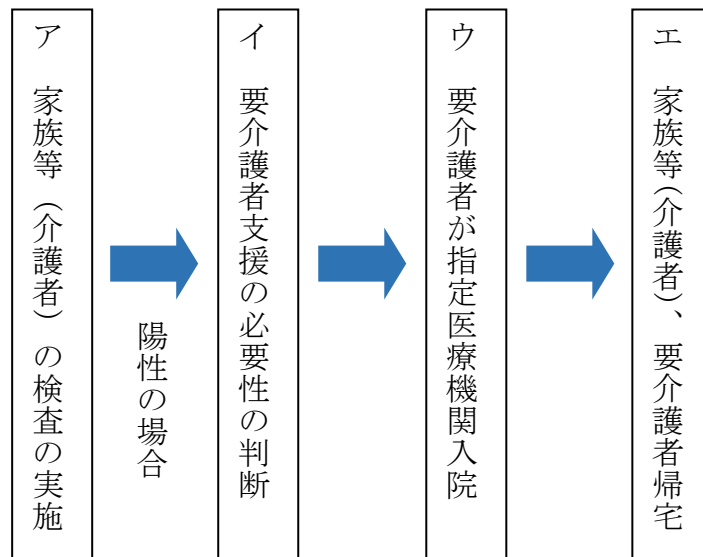 ア　家族等（介護者）の検査の実施
陽性の場合
イ　要介護者支援の必要性の判断
ウ　要介護者が指定医療機関入院
エ　家族等(介護者)、要介護者帰宅